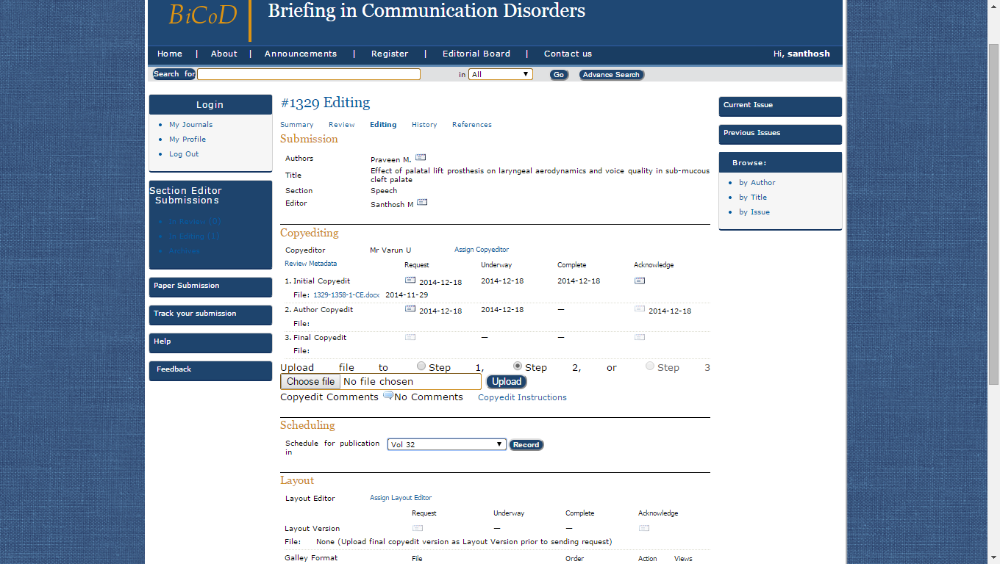 BiCoD
Briefing in Communication Disorders
Home | About | Announcements | Register | Editorial Board | Contact us
Hi, santhosh
Search for
in All
Go
Advance Search
Login
My Journals
My Profile
Log Out
Section Editor
Submissions
In Review (0)
In Editing (1)
Archives
Paper Submission
Track your submission
Help
Feedback
#1329 Editing
Summary Review Editing History References
Submission
Authors Praveen M.
Title Effect of palatal lift prosthesis on laryngeal aerodynamics and voice quality in sub-mucous
cleft palate
Section Speech
Editor Santhosh M
Copyediting
Copyeditor Mr Varun U Assign Copyeditor
Review Metadata Request Underway Complete Acknowledge
1. Initial Copyedit 2014-12-18 2014-12-18 2014-12-18
File: 1329-1358-1-CE.docx 2014-11-29
2. Author Copyedit 2014-12-18 2014-12-18 — 2014-12-18
File:
3. Final Copyedit — —
File:
Upload file to Step 1, Step 2, or Step 3
Choose file No file chosen Upload
Copyedit Comments No Comments Copyedit Instructions
Scheduling
Schedule for publication Vol 32 Record
in
Layout
Layout Editor Assign Layout Editor
Request Underway Complete Acknowledge
Layout Version — —
File: None (Upload final copyedit version as Layout Version prior to sending request)
Galley Format File Order Action Views
Current Issue
Previous Issues
Browse:
by Author
by Title
by Issue